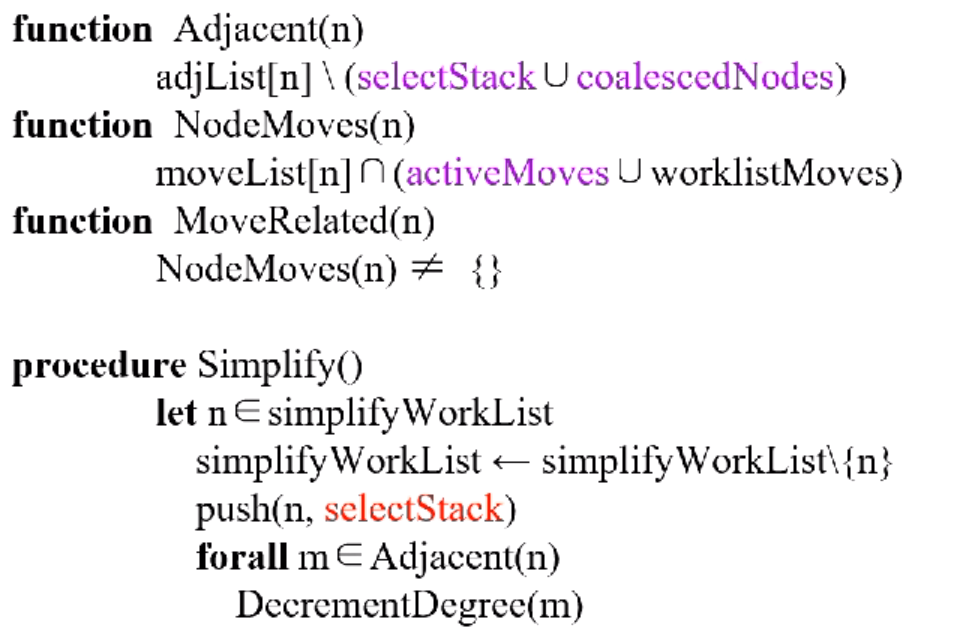 function Adjacent(n)
adjList[n] \ (selectStack ∪ coalescedNodes)
function NodeMoves(n)
moveList[n] ∩ (activeMoves ∪ worklistMoves)
function MoveRelated(n)
NodeMoves(n) ≠ {}
procedure Simplify()
let n ∈ simplifyWorkList
simplifyWorkList ← simplifyWorkList\{n}
push(n, selectStack)
forall m ∈ Adjacent(n)
DecrementDegree(m)